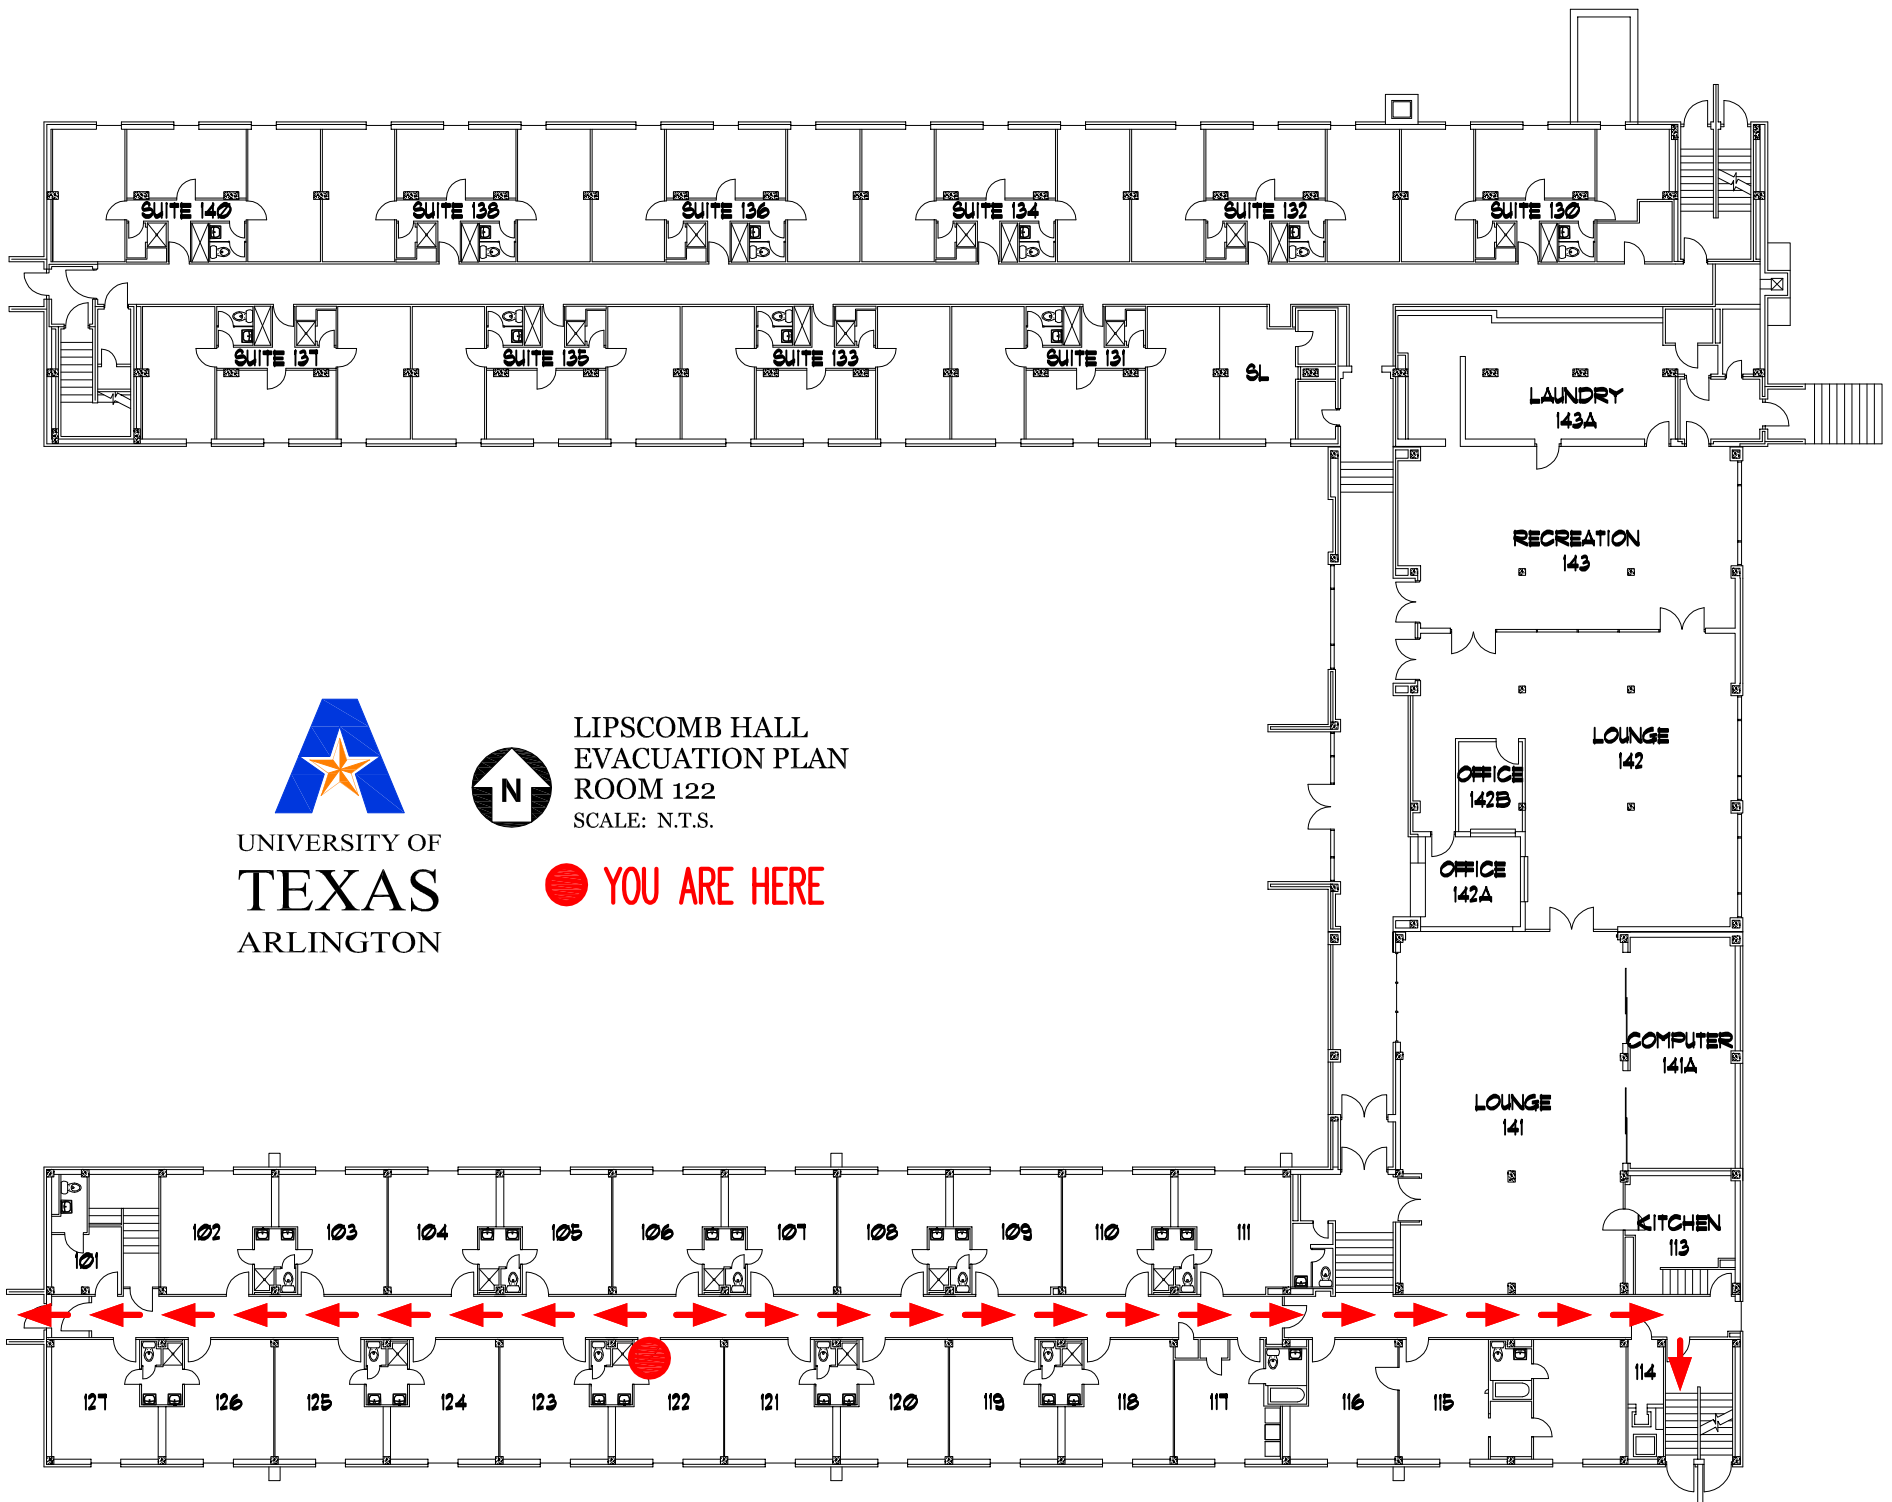 SUITE 140
SUITE 138
SUITE 136
SUITE 134
SUITE 132
SUITE 130
SUITE 137
SUITE 135
SUITE 133
SUITE 131
SL
LAUNDRY
143A
RECREATION
143
LOUNGE
142
OFFICE
142B
OFFICE
142A
UNIVERSITY OF
TEXAS
ARLINGTON
N
LIPSCOMB HALL
EVACUATION PLAN
ROOM 122
SCALE: N.T.S.
YOU ARE HERE
COMPUTER
141A
LOUNGE
141
KITCHEN
113
101
102
103
104
105
106
107
108
109
110
111
127
126
125
124
123
122
121
120
119
118
117
116
115
114